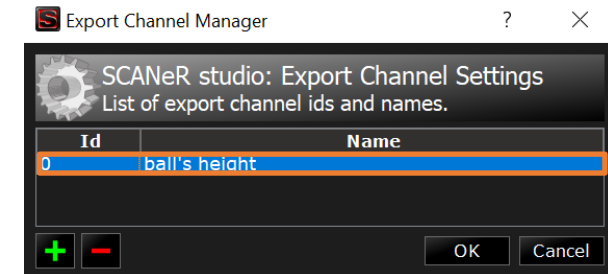 Export Channel Manager ? ×
SCANeR studio: Export Channel Settings
List of export channel ids and names.
Id Name
0 ball's height
OK Cancel